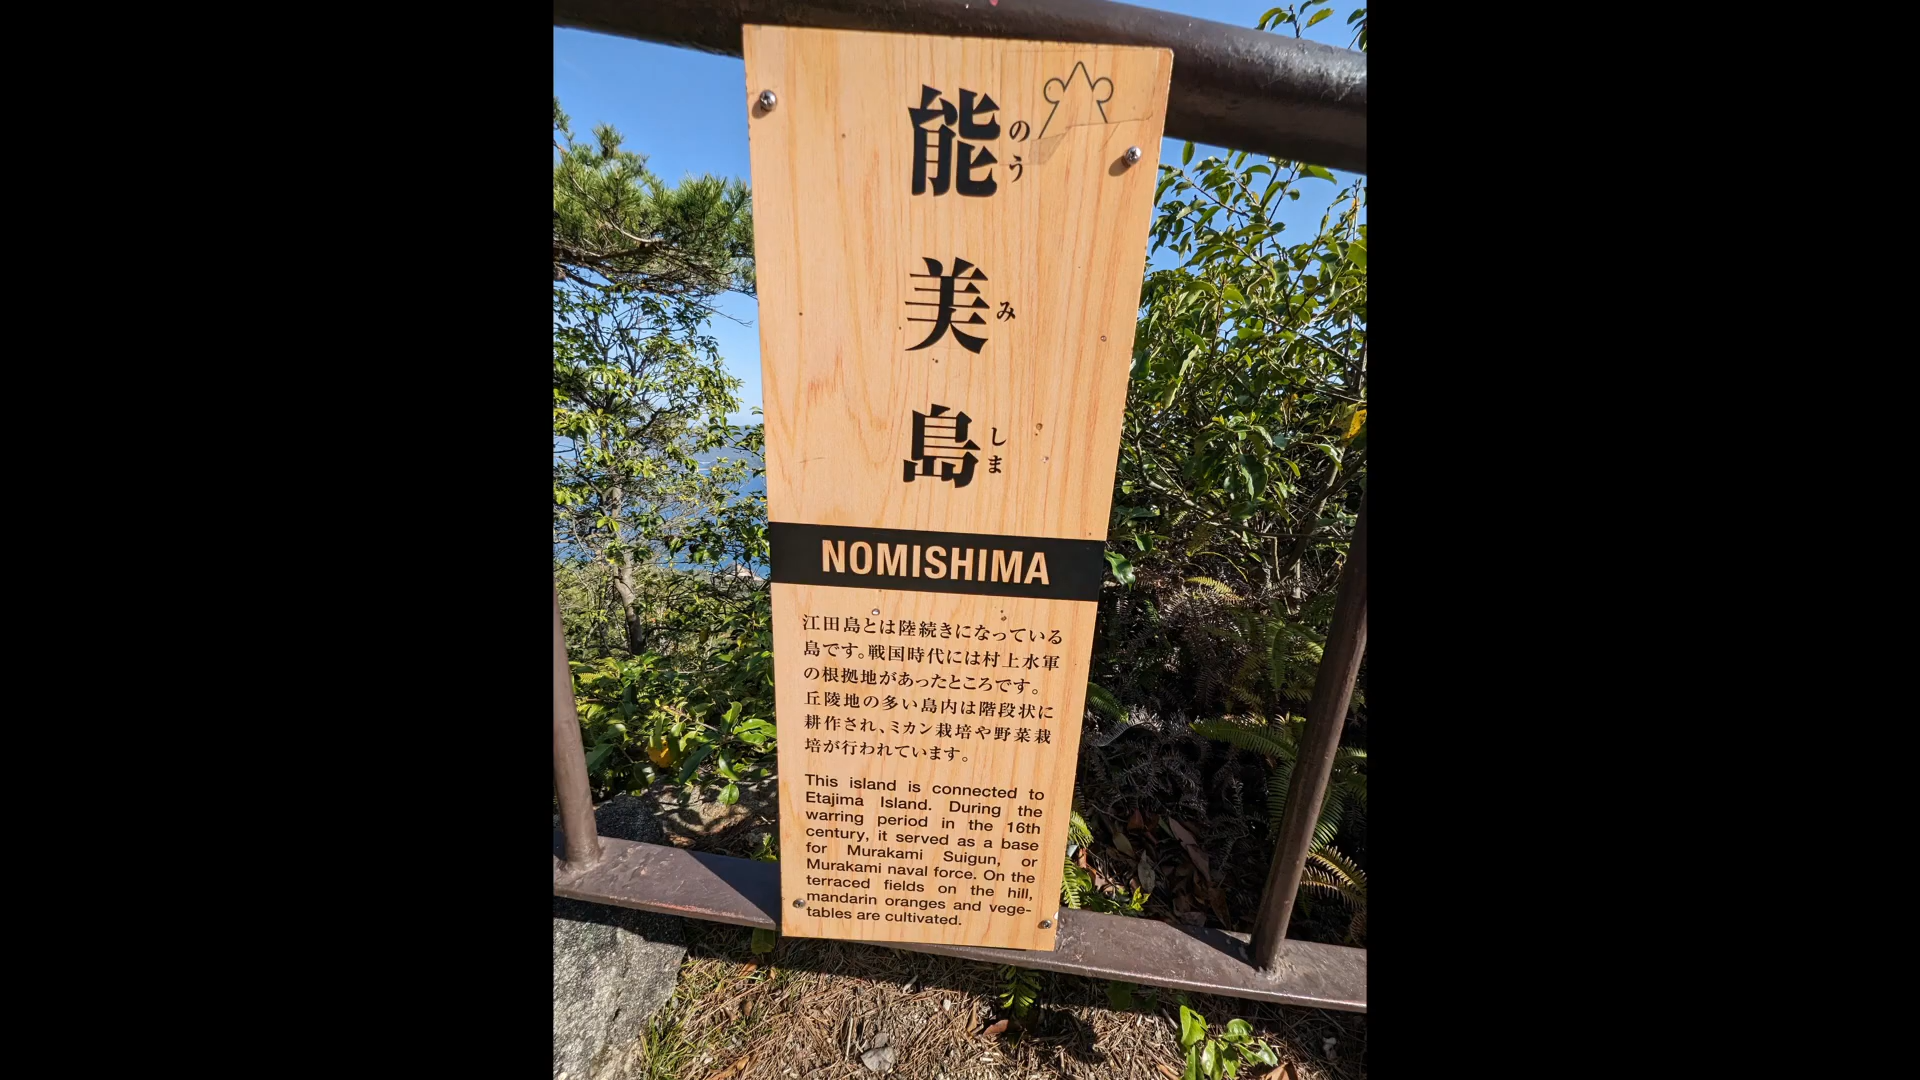 能美島
のうみしま
NOMISHIMA
江田島とは陸続きになっている
島です。戦国時代には村上水軍
の根拠地があったところです。
丘陵地の多い島内は階段状に
耕作され、ミカン栽培や野菜栽
培が行われています。
This island is connected to
Etajima Island. During the
warring period in the 16th
century, it served as a base
for Murakami Suigun, or
Murakami naval force. On the
terraced fields on the hill,
mandarin oranges and vege-
tables are cultivated.